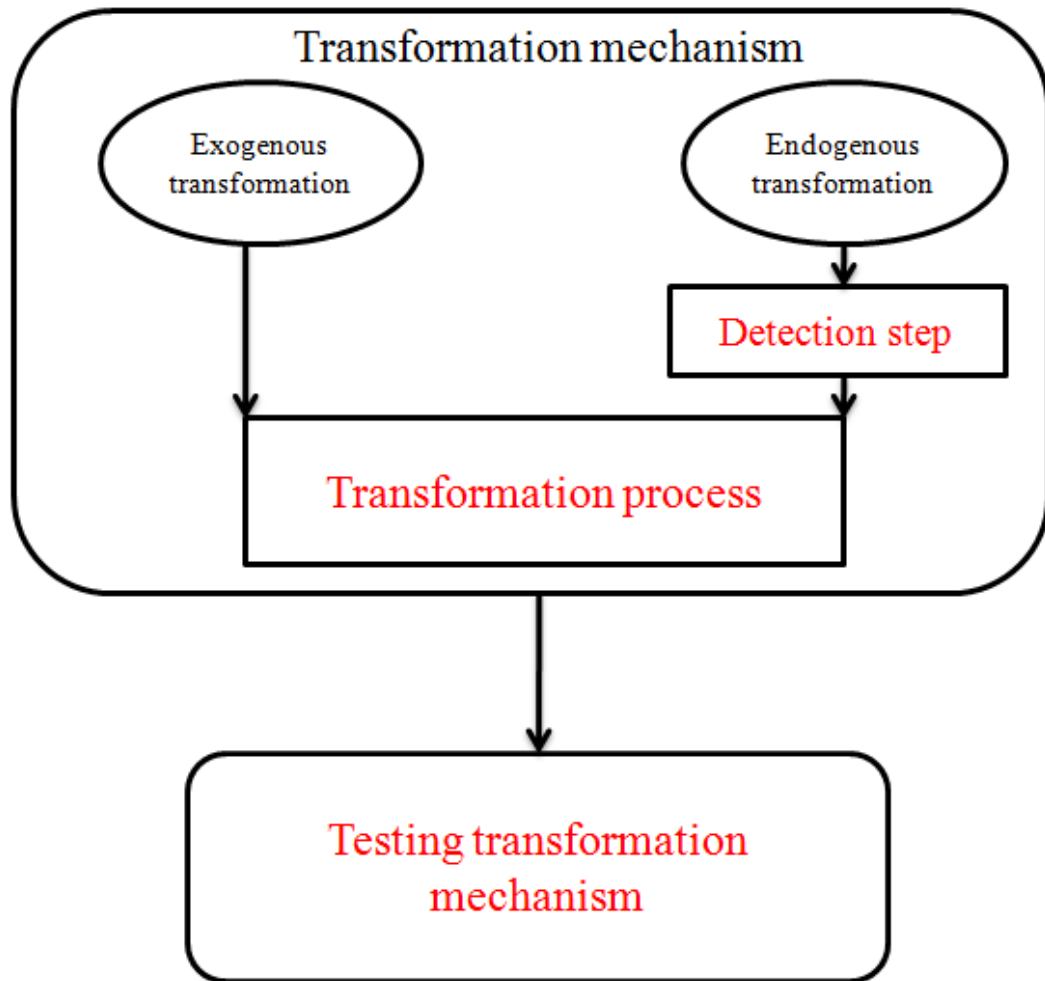 Transformation mechanism
Exogenous
transformation
Endogenous
transformation
Detection step
Transformation process
Testing transformation
mechanism